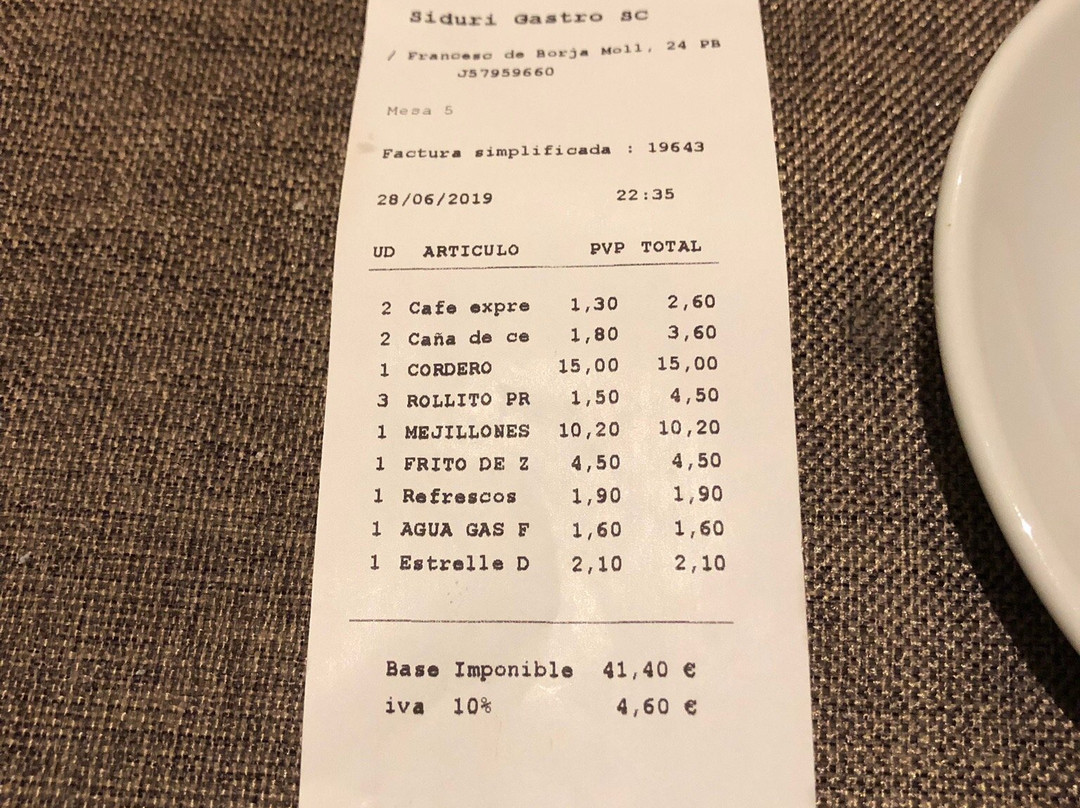 Siduri Gastro SC
/ Francesc de Borja Moll, 24 PB
J57959660
Mesa 5
Factura simplificada : 19643
28/06/2019 22:35
UD ARTICULO PVP TOTAL
2 Cafe expre 1,30 2,60
2 Caña de ce 1,80 3,60
1 CORDERO 15,00 15,00
3 ROLLITO PR 1,50 4,50
1 MEJILLONES 10,20 10,20
1 FRITO DE Z 4,50 4,50
1 Refrescos 1,90 1,90
1 AGUA GAS F 1,60 1,60
1 Estrelle D 2,10 2,10
Base Imponible 41,40 €
iva 10% 4,60 €